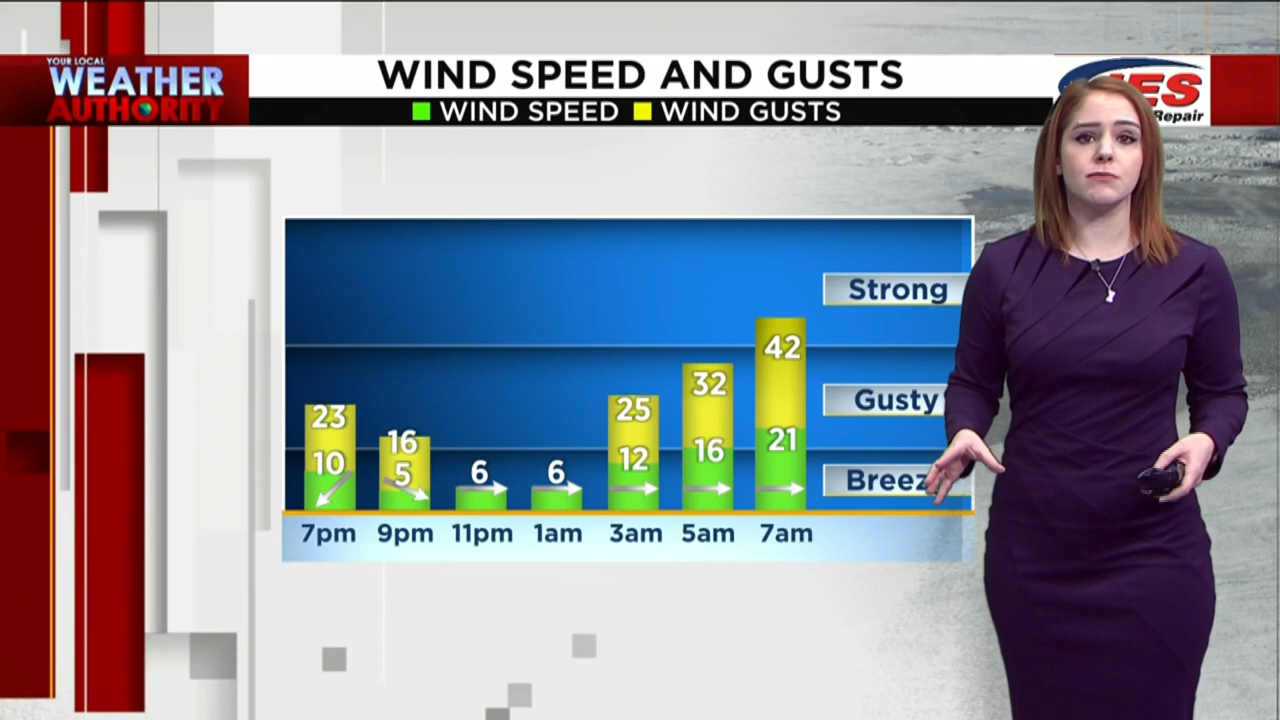 YOUR LOCAL
WEATHER
AUTHORITY
WIND SPEED AND GUSTS
WIND SPEED WIND GUSTS
ES
Repair
Strong
42
Gusty
32
25
23
16
21
16
12
10
5
6
6
Breez
7pm 9pm 11pm 1am 3am 5am 7am